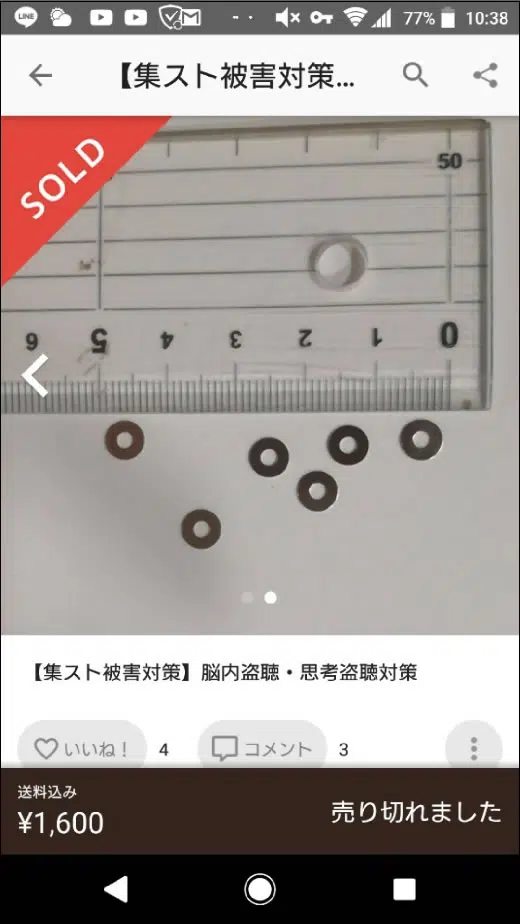 LINE
77% 10:38
【集スト被害対策...
SOLD
50
6 5 4 3 2 1 0
【集スト被害対策】脳内盗聴・思考盗聴対策
いいね！ 4 コメント 3
送料込み
¥1,600
売り切れました